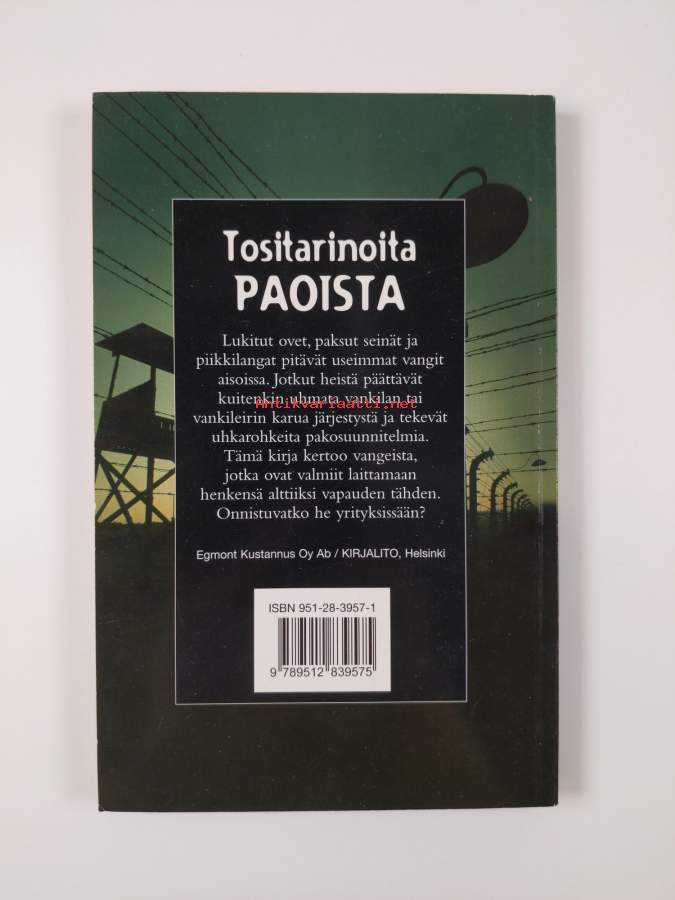 Tositarinoita
PAOISTA
Lukitut ovet, paksut seinät ja
piikkilangat pitävät useimmat vangit
aisoissa. Jotkut heistä päättävät
kuitenkin uhmata vankilan tai
Antikvariaatti.net
vankileirin karua järjestystä ja tekevät
uhkarohkeita pakosuunnitelmia.
Tämä kirja kertoo vangeista,
jotka ovat valmiit laittamaan
henkensä alttiiksi vapauden tähden.
Onnistuvatko he yrityksissään?
Egmont Kustannus Oy Ab / KIRJALITO, Helsinki
ISBN 951-28-3957-1
9 789512 839575